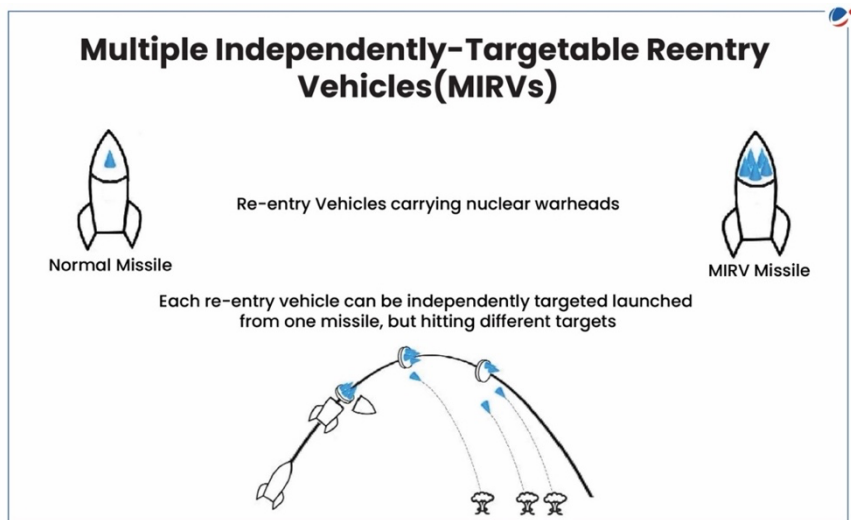 Multiple Independently-Targetable Reentry
Vehicles(MIRVs)
Re-entry Vehicles carrying nuclear warheads
Normal Missile
MIRV Missile
Each re-entry vehicle can be independently targeted launched
from one missile, but hitting different targets